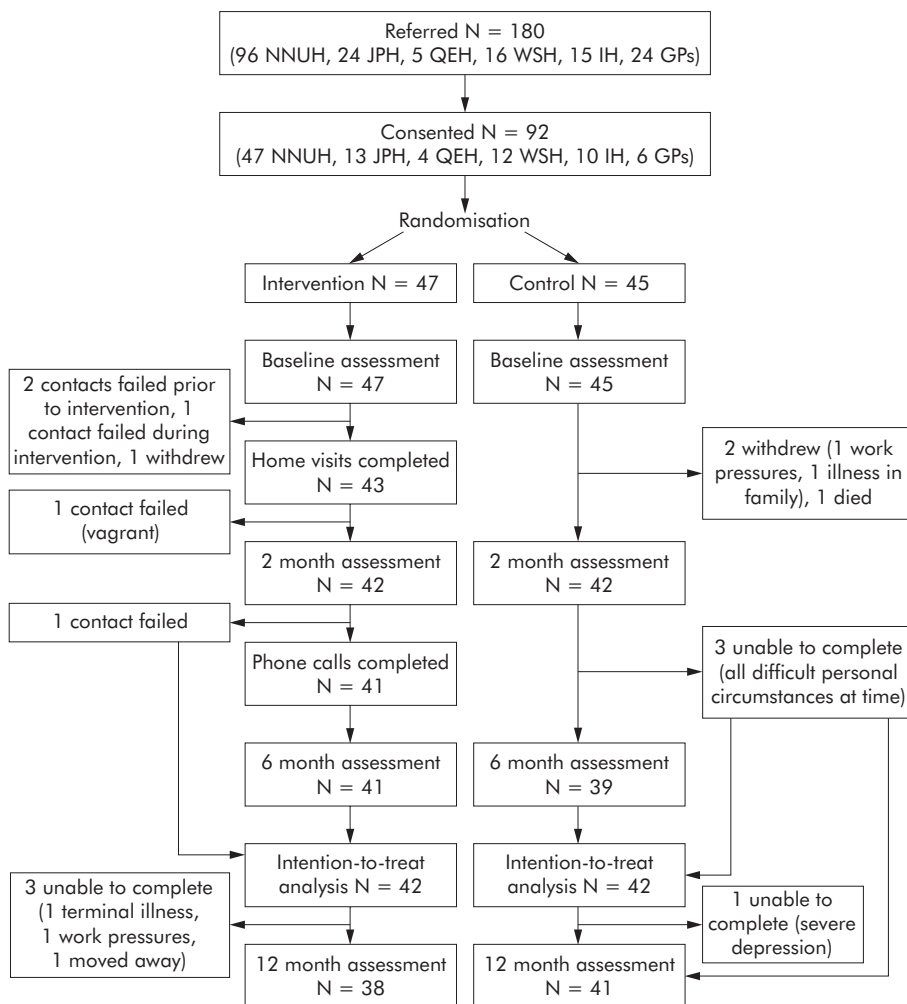 Referred N = 180
(96 NNUH, 24 JPH, 5 QEH, 16 WSH, 15 IH, 24 GPs)
Consented N = 92
(47 NNUH, 13 JPH, 4 QEH, 12 WSH, 10 IH, 6 GPs)
Randomisation
Intervention N = 47
Control N = 45
Baseline assessment
N = 47
Baseline assessment
N = 45
2 contacts failed prior
to intervention, 1
contact failed during
intervention, 1 withdrew
Home visits completed
N = 43
2 withdrew (1 work
pressures, 1 illness in
family), 1 died
1 contact failed
(vagrant)
2 month assessment
N = 42
2 month assessment
N = 42
1 contact failed
Phone calls completed
N = 41
3 unable to complete
(all difficult personal
circumstances at time)
6 month assessment
N = 41
6 month assessment
N = 39
Intention-to-treat
analysis N = 42
Intention-to-treat
analysis N = 42
3 unable to complete
(1 terminal illness,
1 work pressures,
1 moved away)
1 unable to
complete (severe
depression)
12 month assessment
N = 38
12 month assessment
N = 41